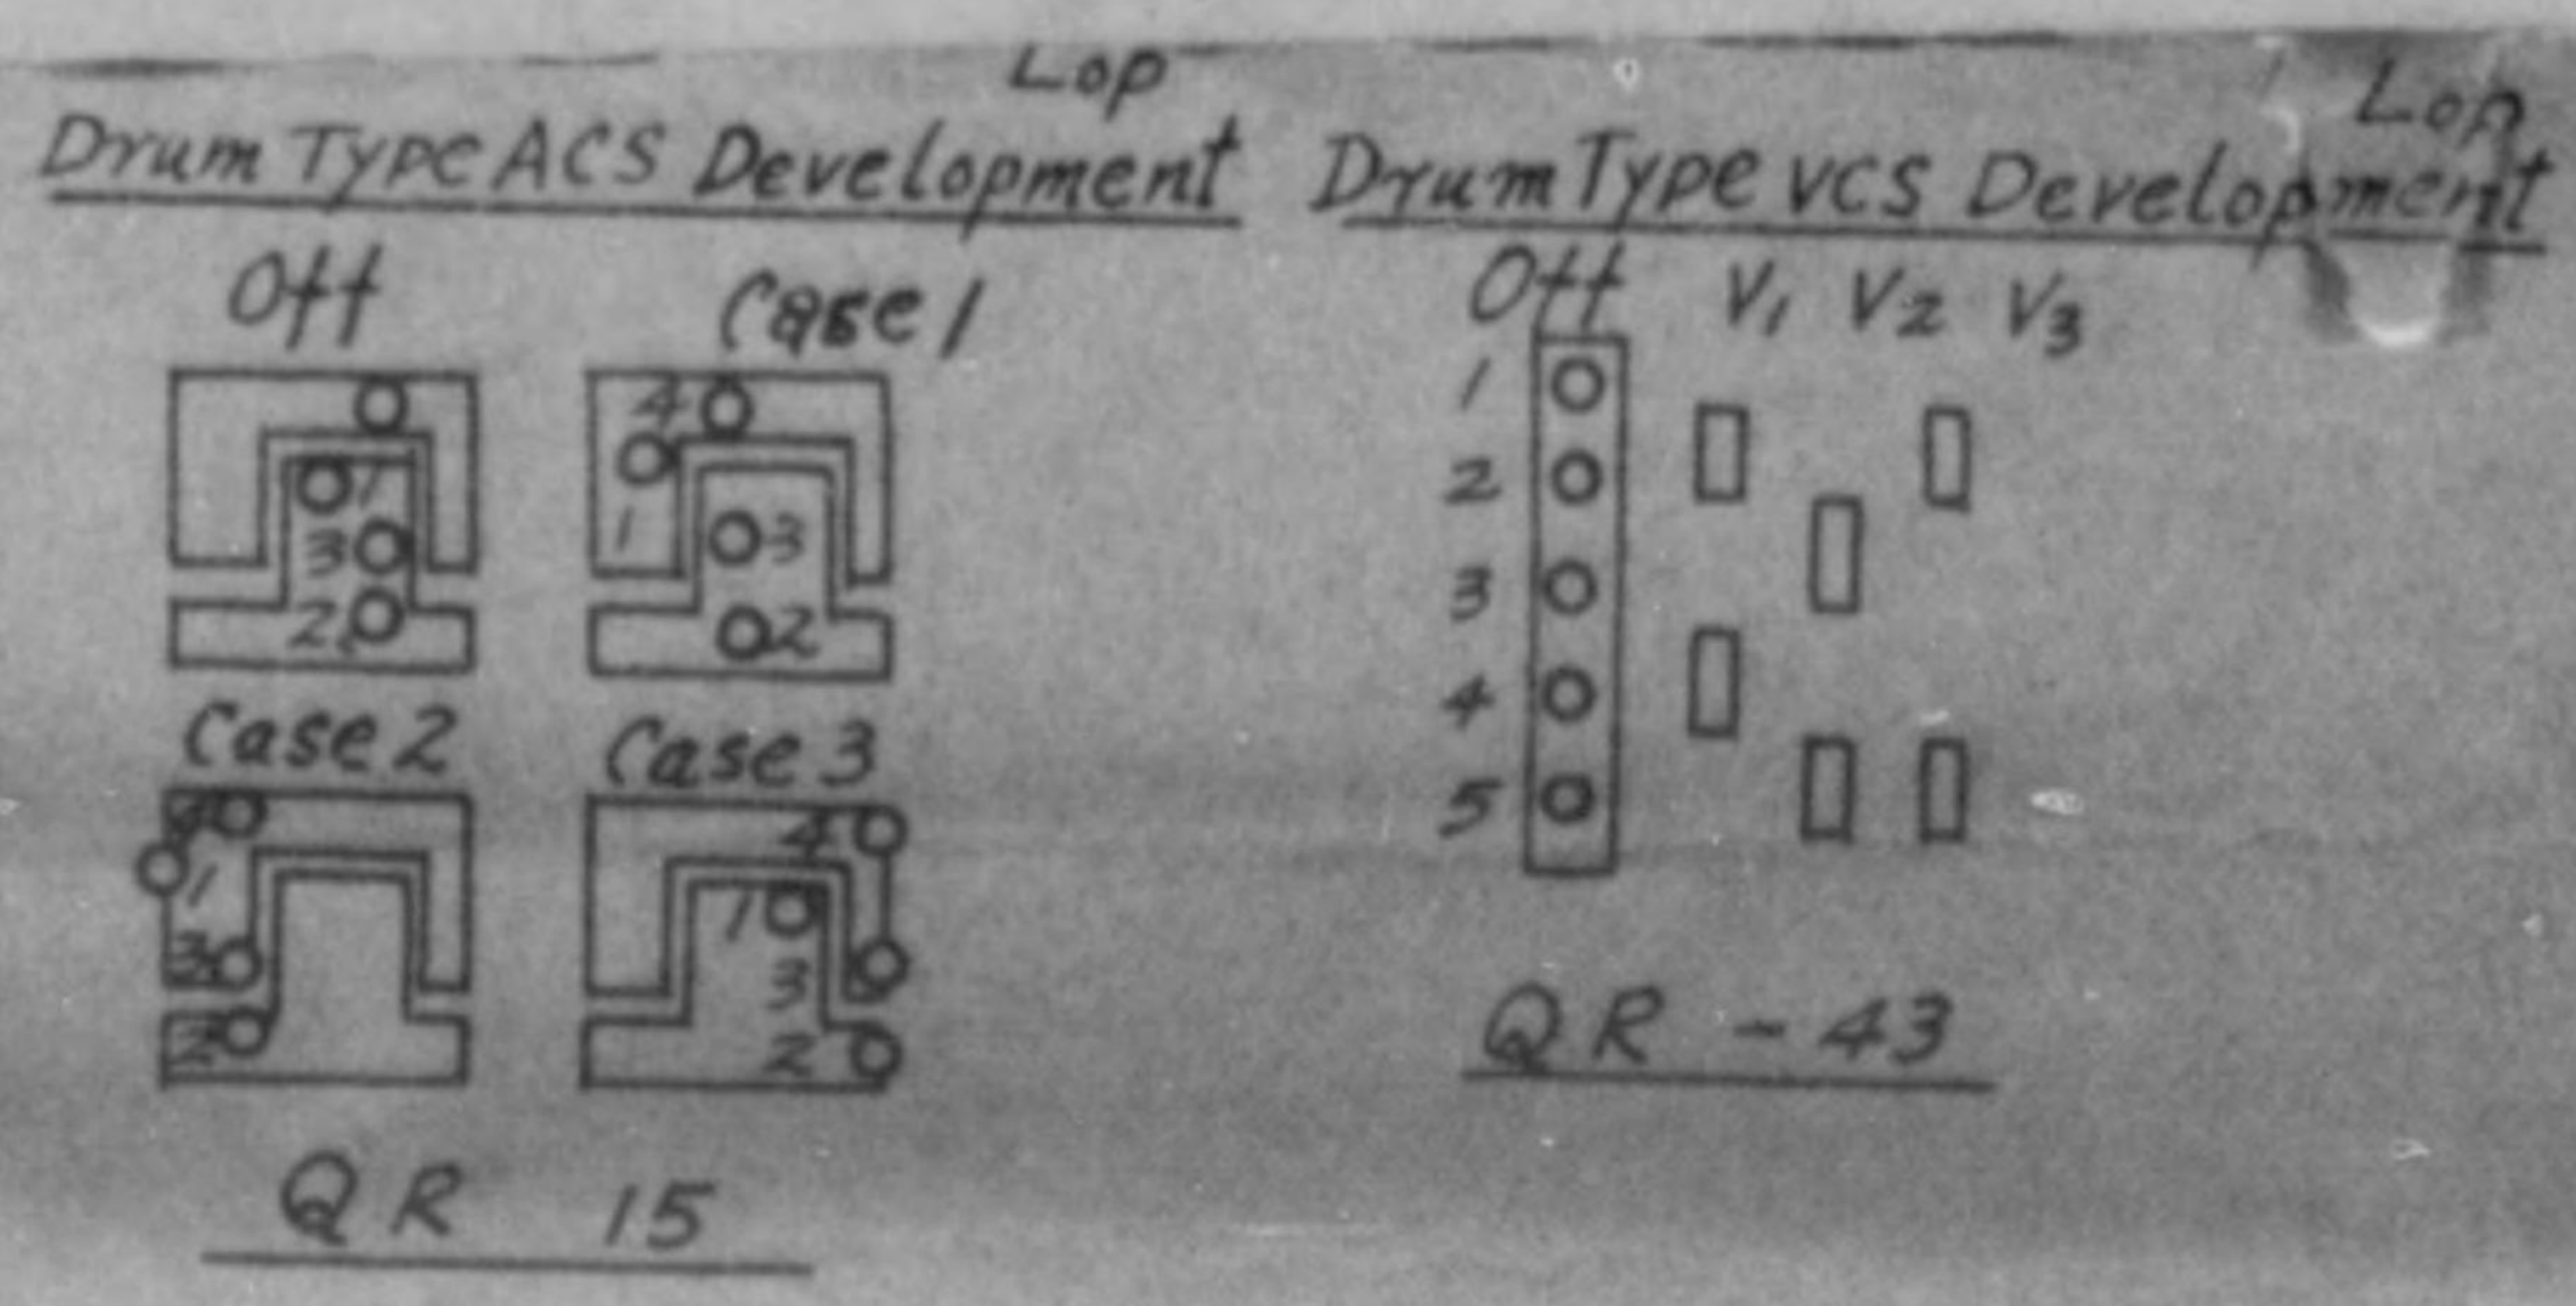 Lop
Drum Type ACS Development
Off
Case 1
1
3
2
4
1
3
2
Case 2
Case 3
4
1
3
2
4
1
3
2
QR 15
Lop
Drum Type VCS Development
Off V1 V2 V3
1
2
3
4
5
QR - 43